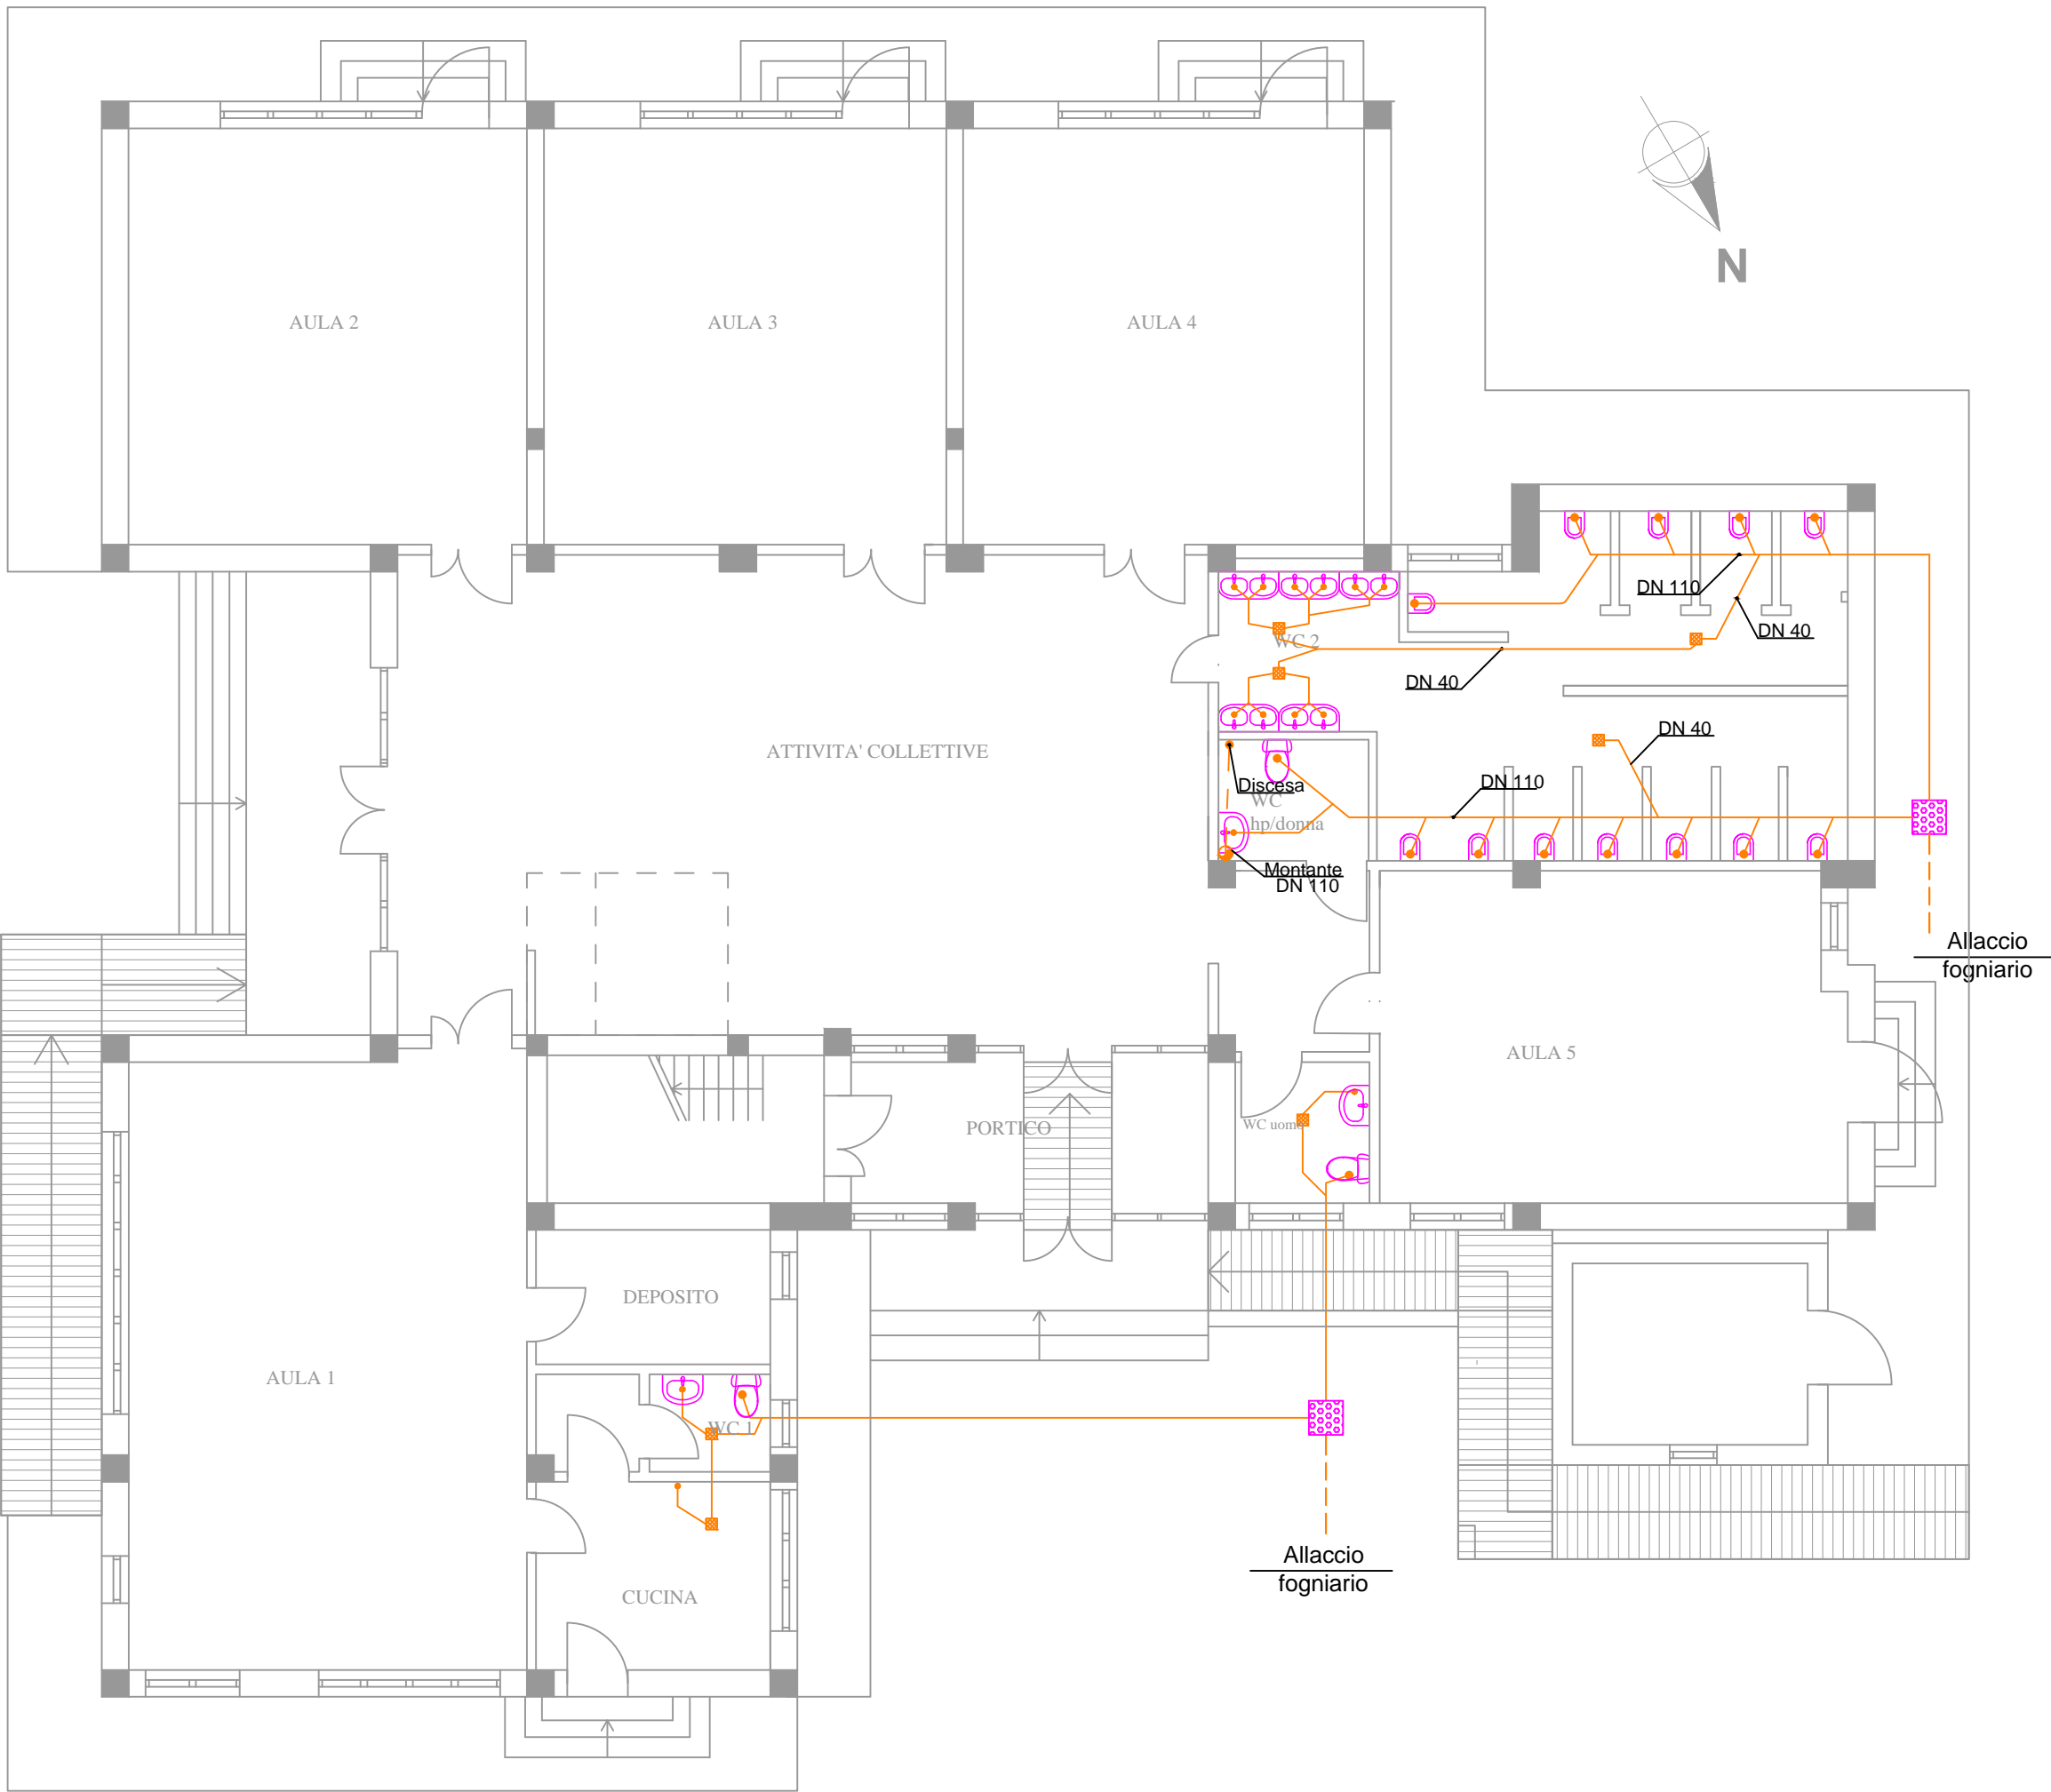 N
AULA 2
AULA 3
AULA 4
DN 110
DN 40
WC 2
DN 40
DN 40
ATTIVITA' COLLETTIVE
DN 110
Discesa
WC
hp/donna
Montante
DN 110
Allaccio
fogniario
AULA 5
PORTICO
WC uomo
DEPOSITO
AULA 1
WC 1
CUCINA
Allaccio
fogniario